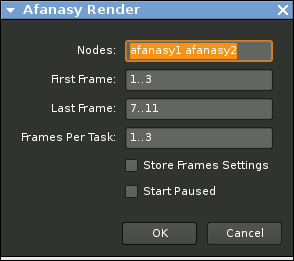 Afanasy Render
Nodes: afanasy1 afanasy2
First Frame: 1..3
Last Frame: 7..11
Frames Per Task: 1..3
Store Frames Settings
Start Paused
OK Cancel